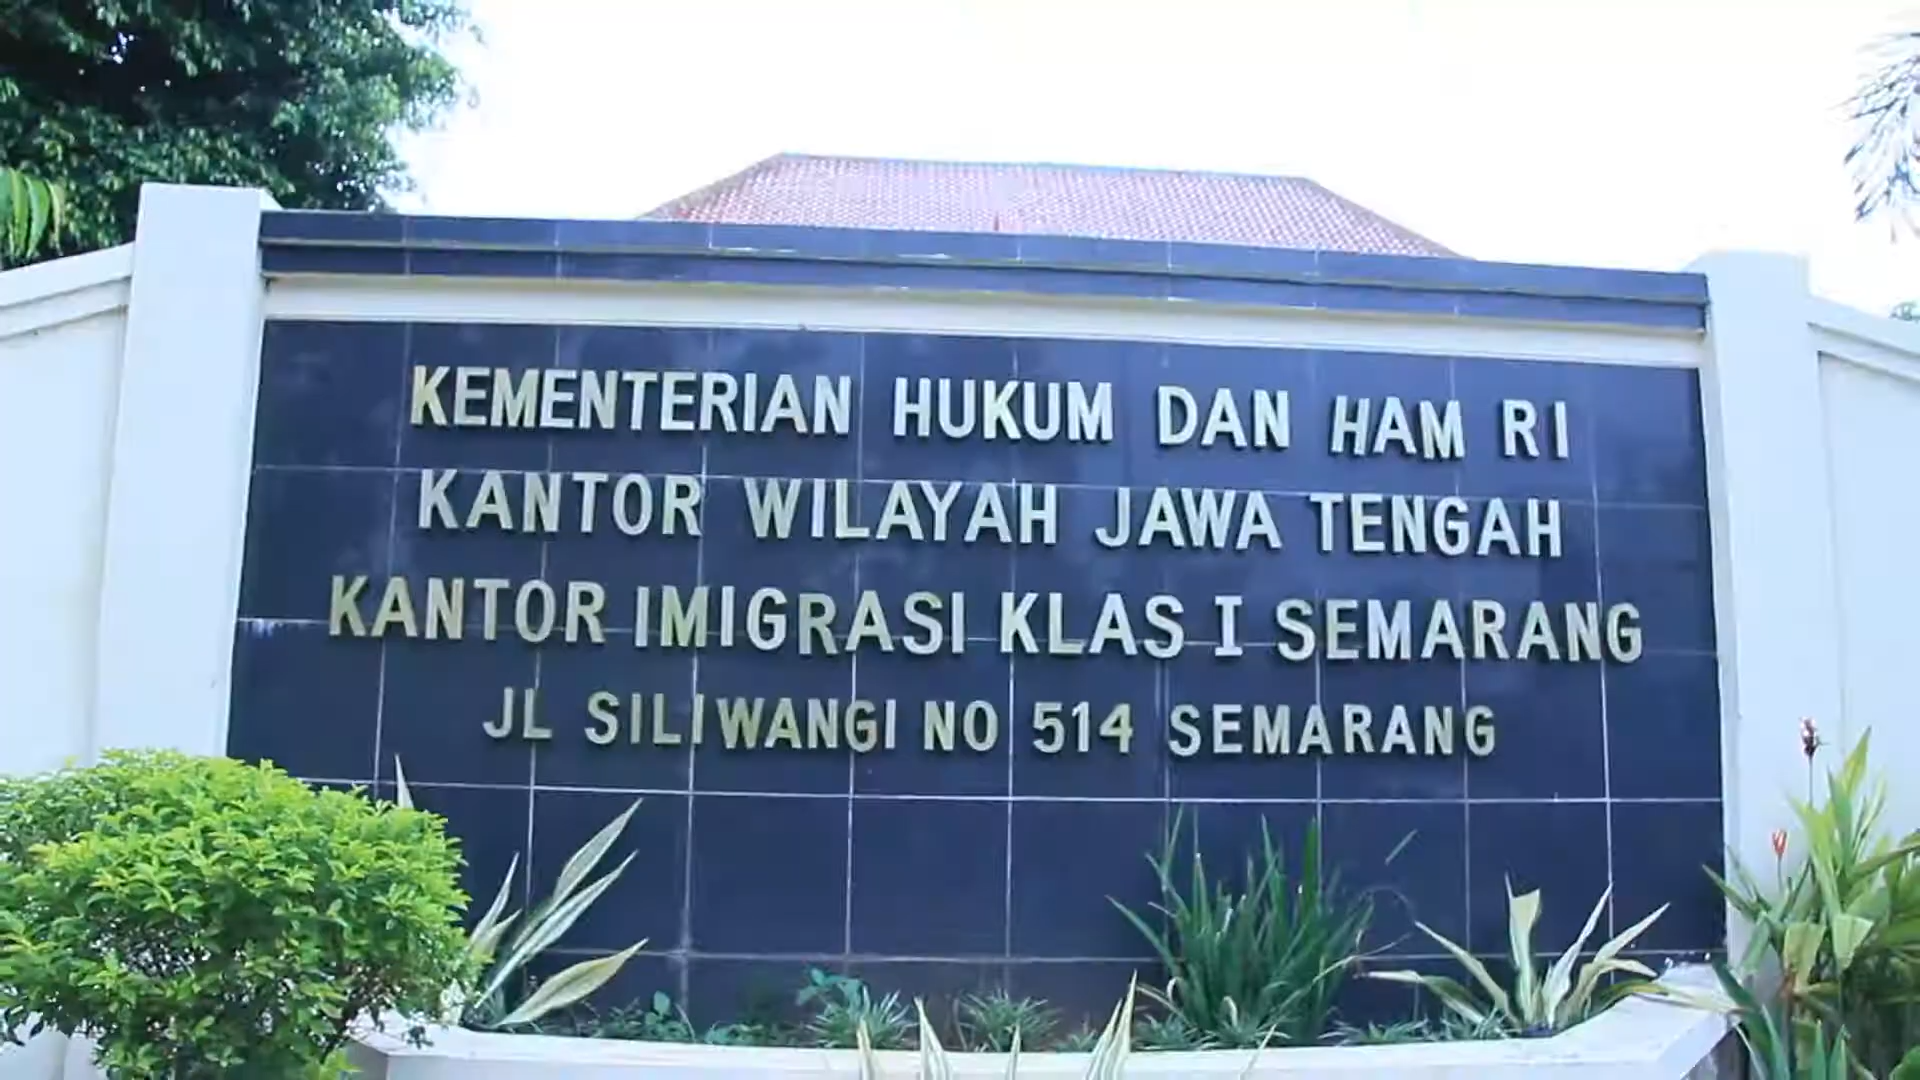 KEMENTERIAN HUKUM DAN HAM RI
KANTOR WILAYAH JAWA TENGAH
KANTOR IMIGRASI KLAS I SEMARANG
JL SILIWANGI NO 514 SEMARANG